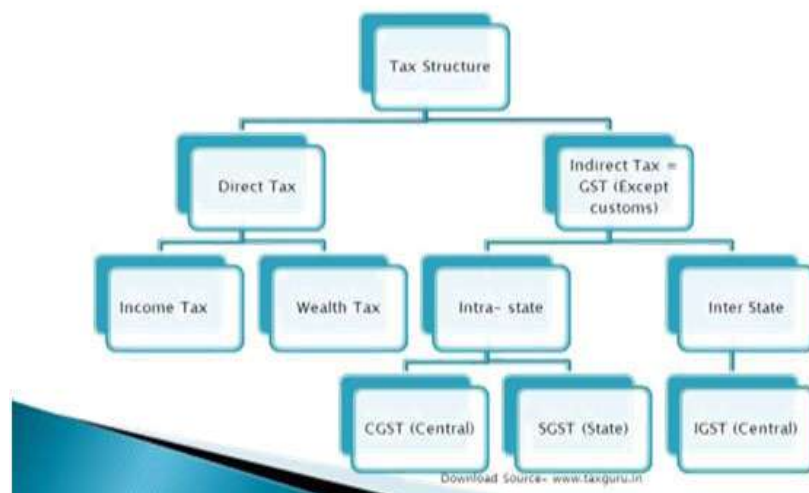 Tax Structure
Direct Tax
Indirect Tax =
GST (Except
customs)
Income Tax
Wealth Tax
Intra- state
Inter State
CGST (Central)
SGST (State)
IGST (Central)
Download Source- www.taxguru.in